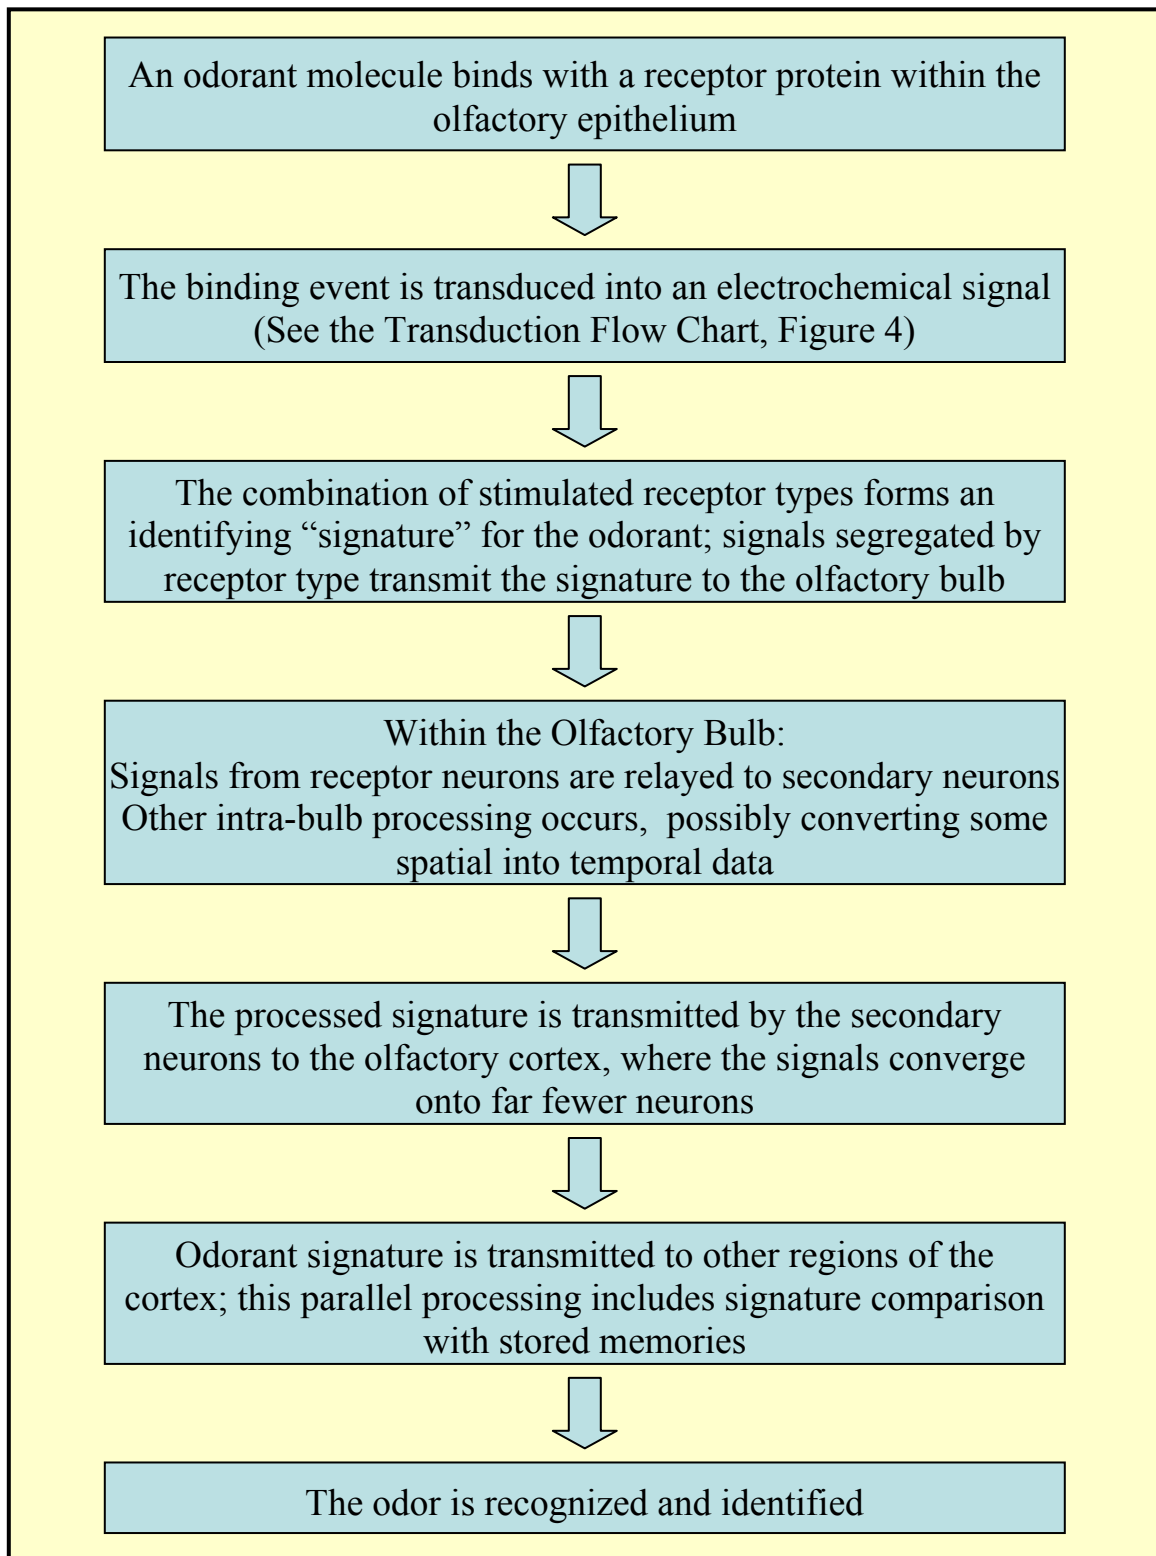 An odorant molecule binds with a receptor protein within the
olfactory epithelium
The binding event is transduced into an electrochemical signal
(See the Transduction Flow Chart, Figure 4)
The combination of stimulated receptor types forms an
identifying “signature” for the odorant; signals segregated by
receptor type transmit the signature to the olfactory bulb
Within the Olfactory Bulb:
Signals from receptor neurons are relayed to secondary neurons
Other intra-bulb processing occurs, possibly converting some
spatial into temporal data
The processed signature is transmitted by the secondary
neurons to the olfactory cortex, where the signals converge
onto far fewer neurons
Odorant signature is transmitted to other regions of the
cortex; this parallel processing includes signature comparison
with stored memories
The odor is recognized and identified